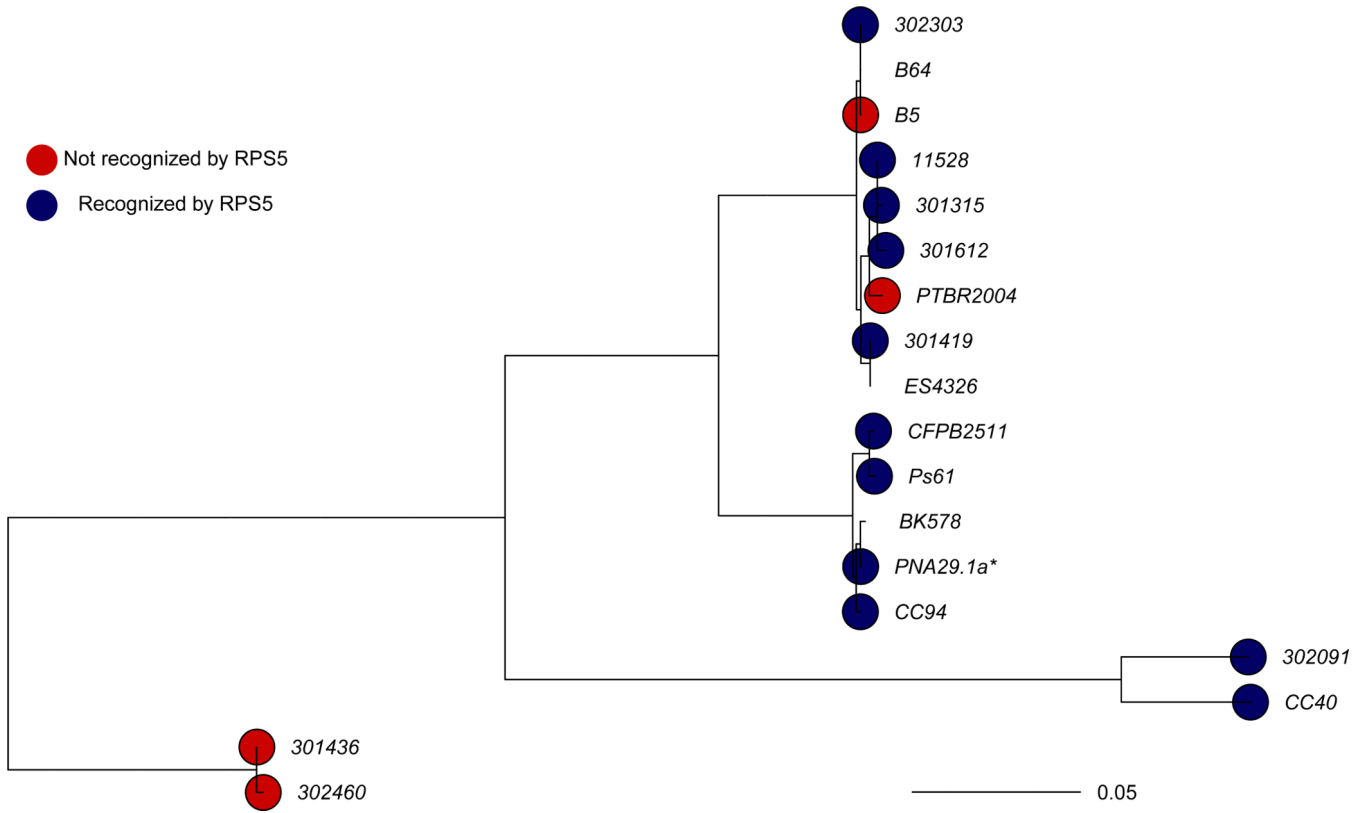 302303
B64
B5
11528
Not recognized by RPS5
Recognized by RPS5
301315
301612
PTBR2004
301419
ES4326
CFPB2511
Ps61
BK578
PNA29.1a*
CC94
302091
CC40
301436
302460
0.05